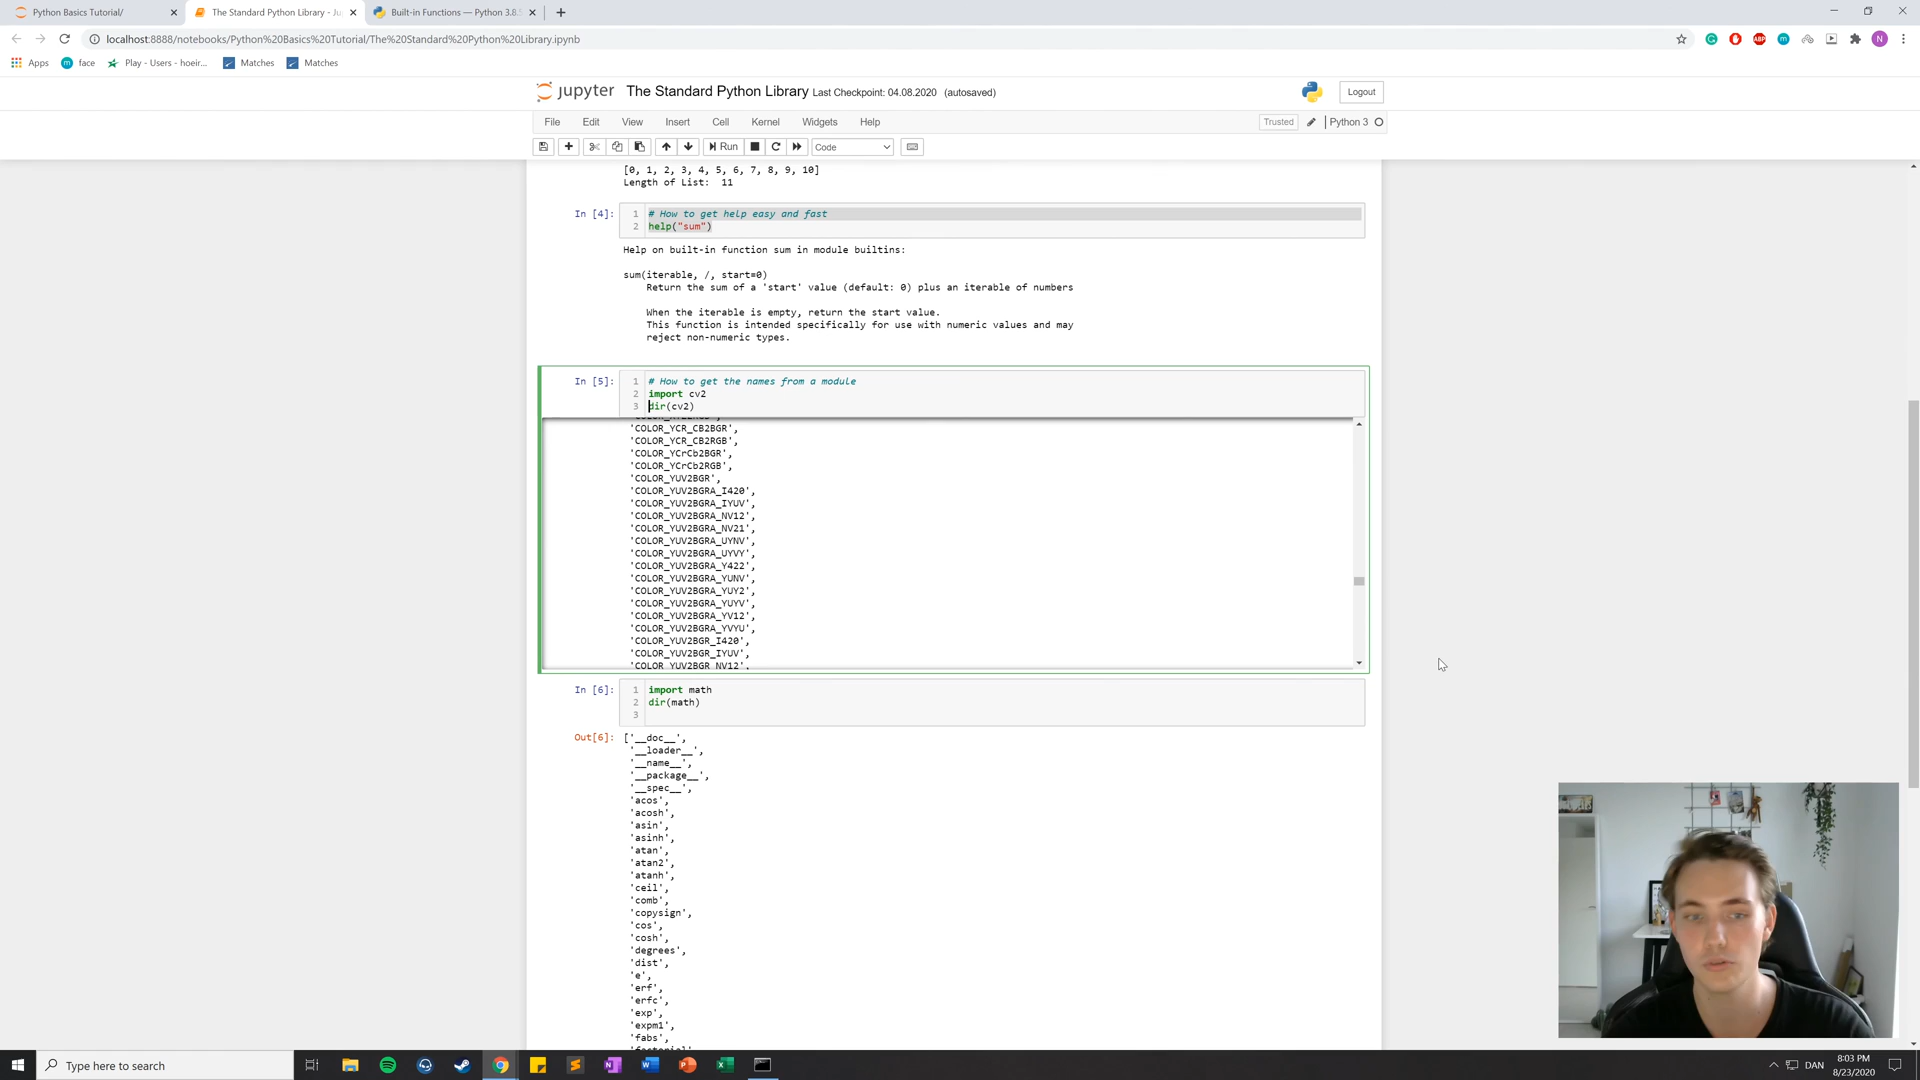 Python Basics Tutorial/
The Standard Python Library - Ju
Built-in Functions — Python 3.8.5
localhost:8888/notebooks/Python%20Basics%20Tutorial/The%20Standard%20Python%20Library.ipynb
ABP
N
Apps
face
Play - Users - hoeir...
Matches
Matches
jupyter The Standard Python Library Last Checkpoint: 04.08.2020 (autosaved)
Logout
File Edit View Insert Cell Kernel Widgets Help
Trusted
Python 3
Run
Code
[0, 1, 2, 3, 4, 5, 6, 7, 8, 9, 10]
Length of List: 11
In [4]:
1 # How to get help easy and fast
2 help("sum")
Help on built-in function sum in module builtins:
sum(iterable, /, start=0)
Return the sum of a 'start' value (default: 0) plus an iterable of numbers
When the iterable is empty, return the start value.
This function is intended specifically for use with numeric values and may
reject non-numeric types.
In [5]:
1 # How to get the names from a module
2 import cv2
3 dir(cv2)
'COLOR_YCR_CB2BGR',
'COLOR_YCR_CB2RGB',
'COLOR_YCrCb2BGR',
'COLOR_YCrCb2RGB',
'COLOR_YUV2BGR',
'COLOR_YUV2BGRA_I420',
'COLOR_YUV2BGRA_IYUV',
'COLOR_YUV2BGRA_NV12',
'COLOR_YUV2BGRA_NV21',
'COLOR_YUV2BGRA_UYNV',
'COLOR_YUV2BGRA_UYVY',
'COLOR_YUV2BGRA_Y422',
'COLOR_YUV2BGRA_YUNV',
'COLOR_YUV2BGRA_YUY2',
'COLOR_YUV2BGRA_YUYV',
'COLOR_YUV2BGRA_YV12',
'COLOR_YUV2BGRA_YVYU',
'COLOR_YUV2BGR_I420',
'COLOR_YUV2BGR_IYUV',
'COLOR_YUV2BGR_NV12',
In [6]:
1 import math
2 dir(math)
3
Out[6]: ['__doc__',
'__loader__',
'__name__',
'__package__',
'__spec__',
'acos',
'acosh',
'asin',
'asinh',
'atan',
'atan2',
'atanh',
'ceil',
'comb',
'copysign',
'cos',
'cosh',
'degrees',
'dist',
'e',
'erf',
'erfc',
'exp',
'expm1',
'fabs',
'factorial',
Type here to search
DAN
8:03 PM
8/23/2020